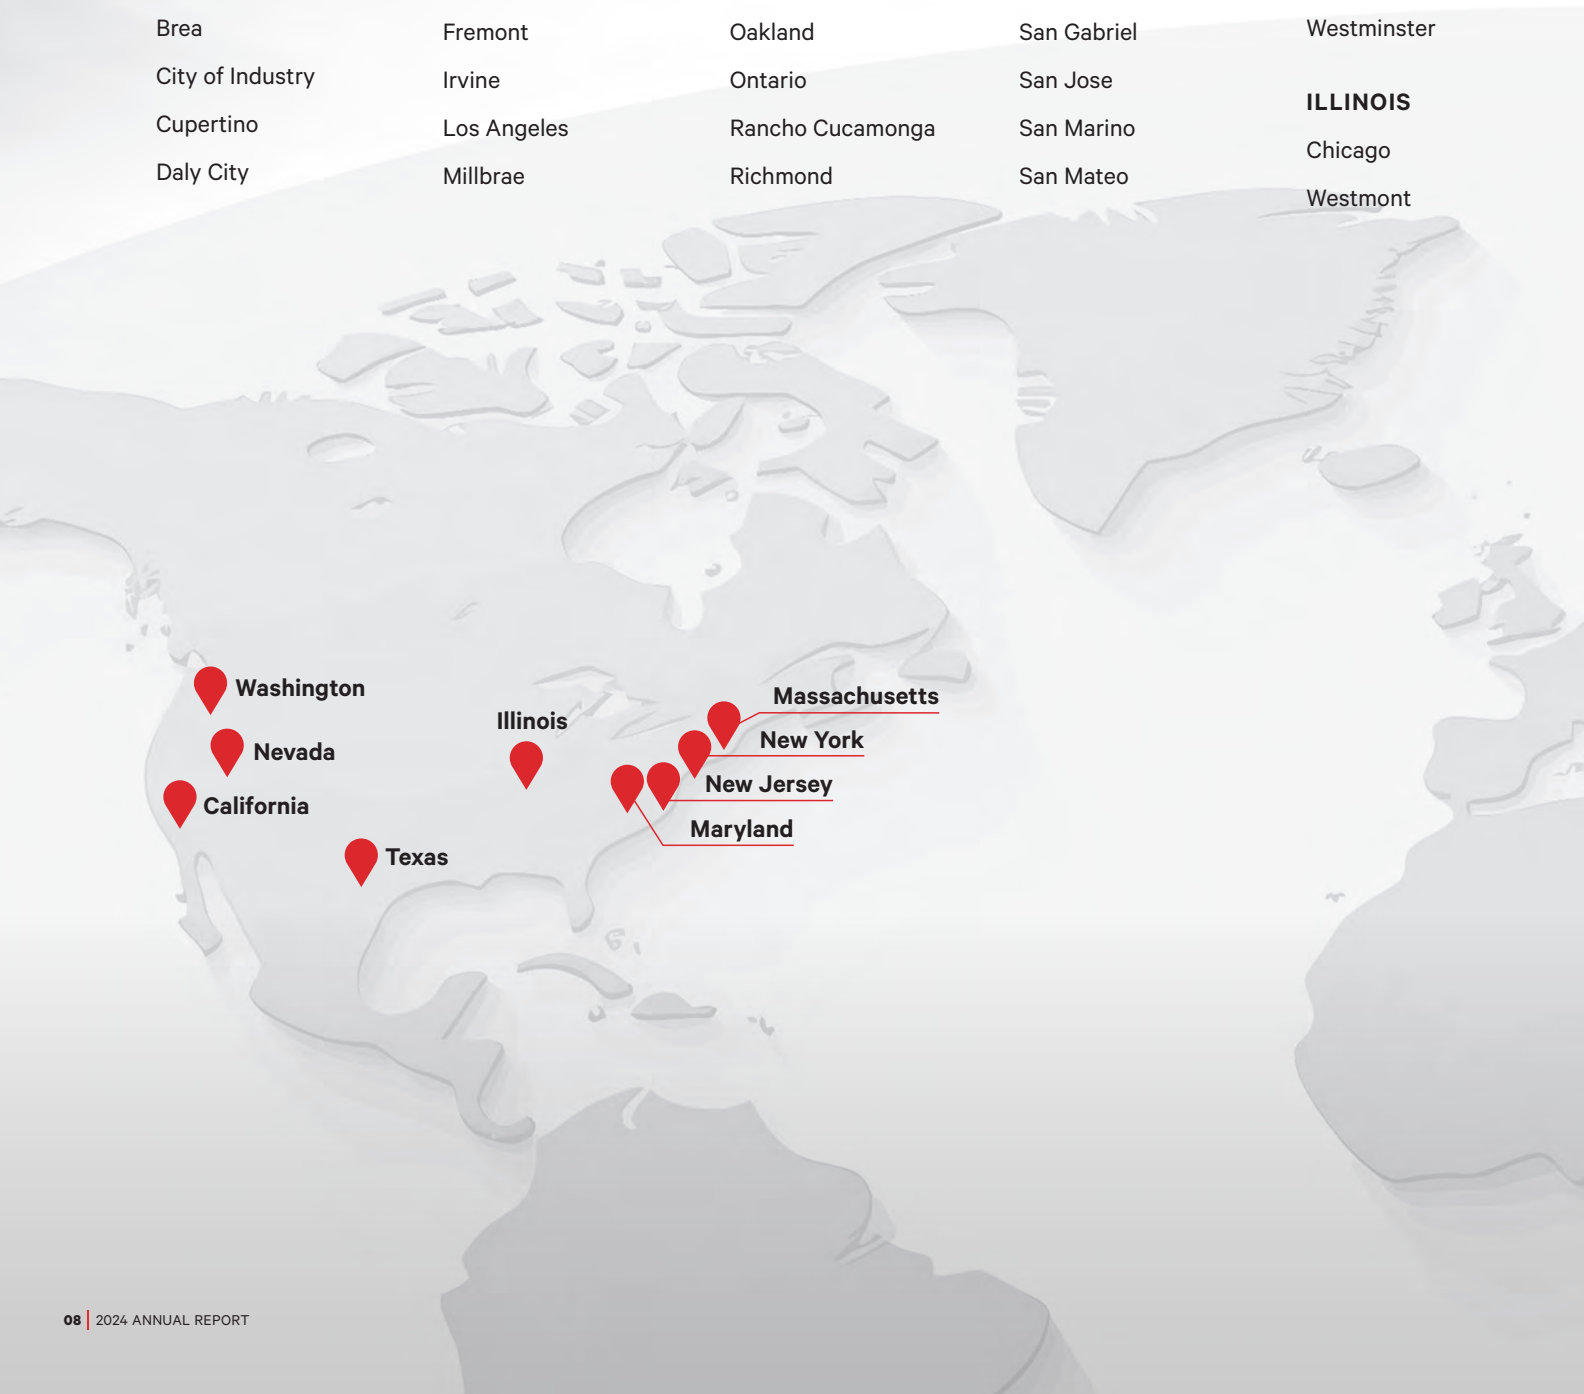 Brea
City of Industry
Cupertino
Daly City
Fremont
Irvine
Los Angeles
Millbrae
Oakland
Ontario
Rancho Cucamonga
Richmond
San Gabriel
San Jose
San Marino
San Mateo
Westminster
ILLINOIS
Chicago
Westmont
Washington
Nevada
California
Texas
Illinois
Massachusetts
New York
New Jersey
Maryland
08 | 2024 ANNUAL REPORT